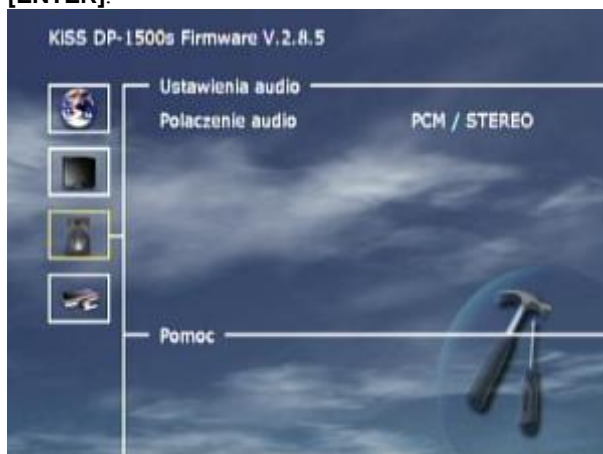 [ENTER].
KiSS DP-1500s Firmware V.2.8.5
Ustawienia audio
Polaczenie audio PCM / STEREO
Pomoc